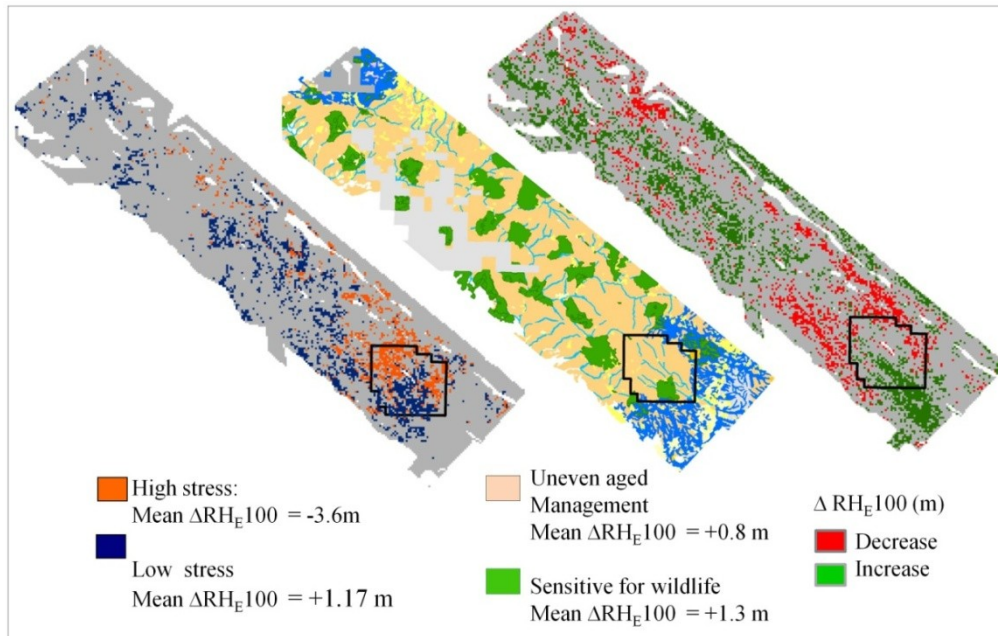 High stress:
Mean ΔRHE100 = -3.6m
Low stress
Mean ΔRHE100 = +1.17 m
Uneven aged
Management
Mean ΔRHE100 = +0.8 m
Sensitive for wildlife
Mean ΔRHE100 = +1.3 m
Δ RHE100 (m)
Decrease
Increase